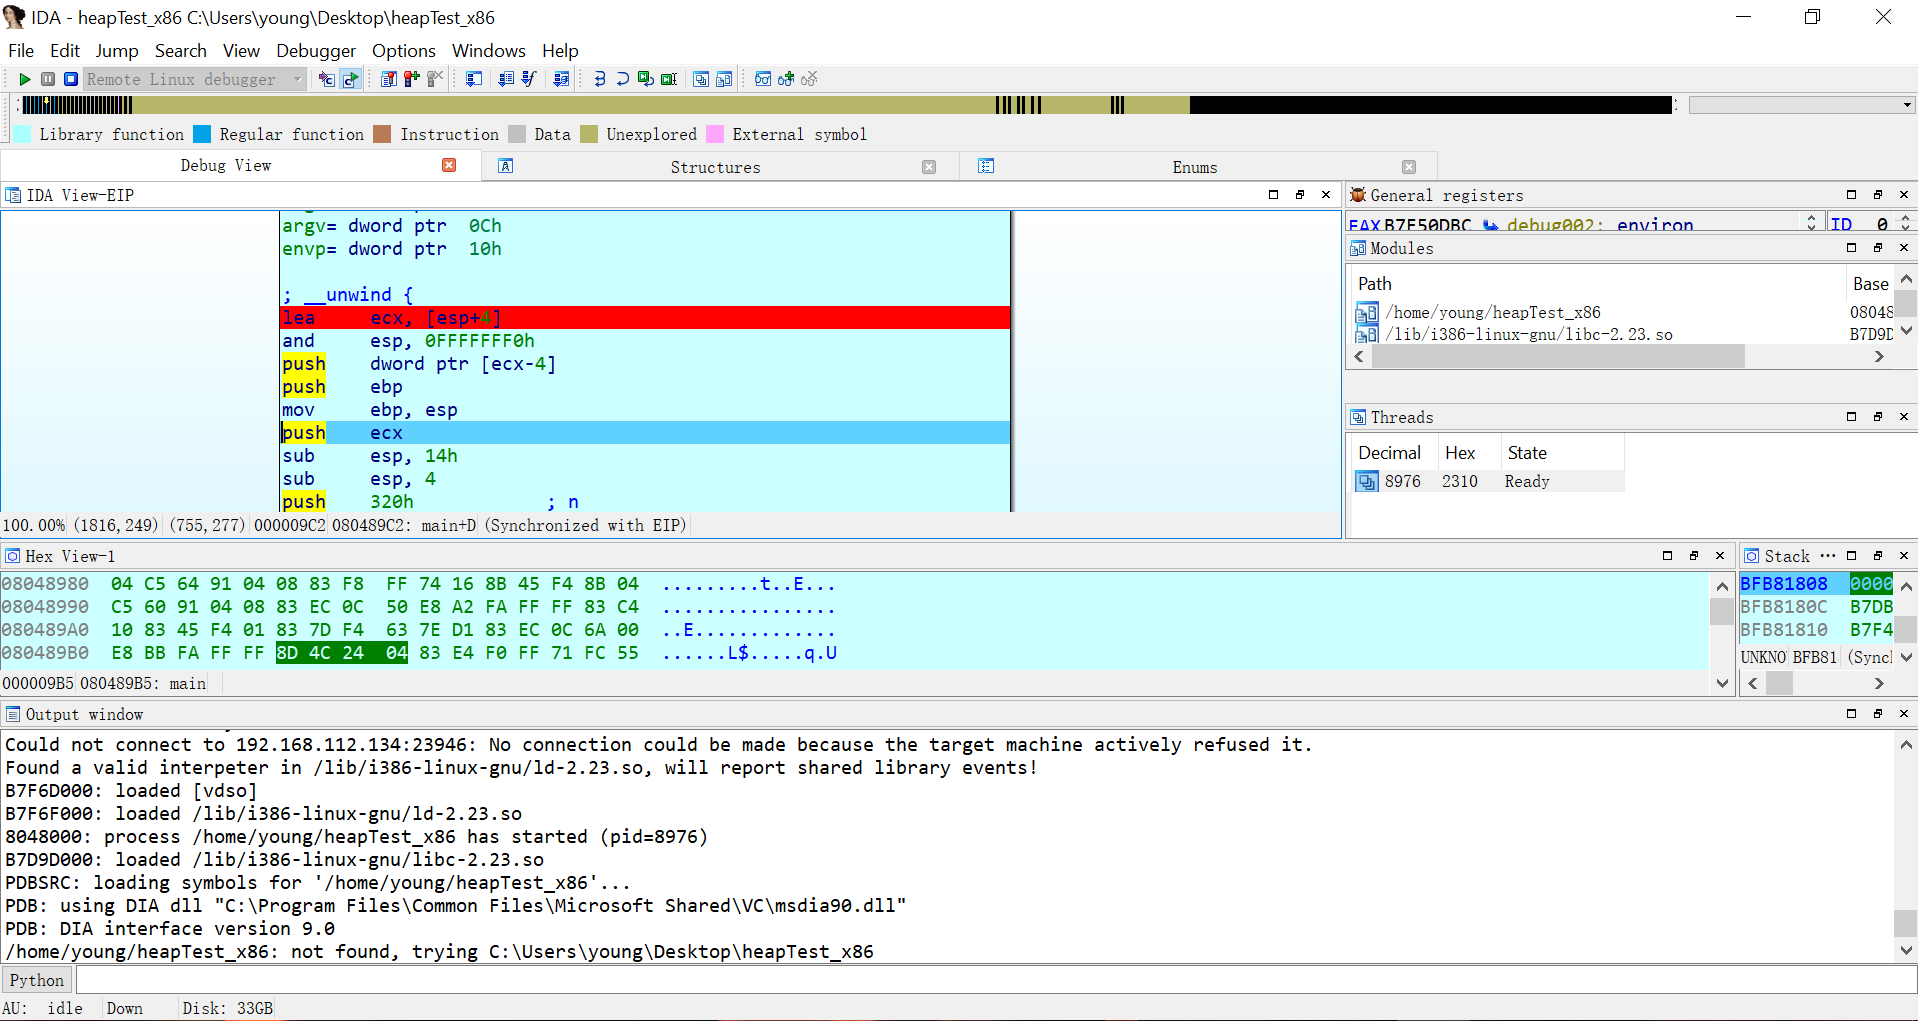 IDA - heapTest_x86 C:\Users\young\Desktop\heapTest_x86
File Edit Jump Search View Debugger Options Windows Help
Remote Linux debugger
Library function Regular function Instruction Data Unexplored External symbol
Debug View Structures Enums
IDA View-EIP
argv= dword ptr  0Ch
envp= dword ptr  10h
; __unwind {
lea ecx, [esp+4]
and esp, 0FFFFFFF0h
push dword ptr [ecx-4]
push ebp
mov ebp, esp
push ecx
sub esp, 14h
sub esp, 4
push 320h ; n
100.00% (1816,249) (755,277) 000009C2 080489C2: main+D (Synchronized with EIP)
General registers
EAX B7F50DBC debug002: environ ID 0
Modules
Path Base
/home/young/heapTest_x86 08048
/lib/i386-linux-gnu/libc-2.23.so B7D9D
Threads
Decimal Hex State
8976 2310 Ready
Hex View-1
08048980 04 C5 64 91 04 08 83 F8 FF 74 16 8B 45 F4 8B 04 .........t..E...
08048990 C5 60 91 04 08 83 EC 0C 50 E8 A2 FA FF FF 83 C4 ................
080489A0 10 83 45 F4 01 83 7D F4 63 7E D1 83 EC 0C 6A 00 ..E.............
080489B0 E8 BB FA FF FF 8D 4C 24 04 83 E4 F0 FF 71 FC 55 ......L$.....q.U
000009B5 080489B5: main
Stack ...
BFB81808 0000
BFB8180C B7DB
BFB81810 B7F4
UNKNO BFB81 (Syncl
Output window
Could not connect to 192.168.112.134:23946: No connection could be made because the target machine actively refused it.
Found a valid interpeter in /lib/i386-linux-gnu/ld-2.23.so, will report shared library events!
B7F6D000: loaded [vdso]
B7F6F000: loaded /lib/i386-linux-gnu/ld-2.23.so
8048000: process /home/young/heapTest_x86 has started (pid=8976)
B7D9D000: loaded /lib/i386-linux-gnu/libc-2.23.so
PDBSRC: loading symbols for '/home/young/heapTest_x86'...
PDB: using DIA dll "C:\Program Files\Common Files\Microsoft Shared\VC\msdia90.dll"
PDB: DIA interface version 9.0
/home/young/heapTest_x86: not found, trying C:\Users\young\Desktop\heapTest_x86
Python
AU: idle Down Disk: 33GB